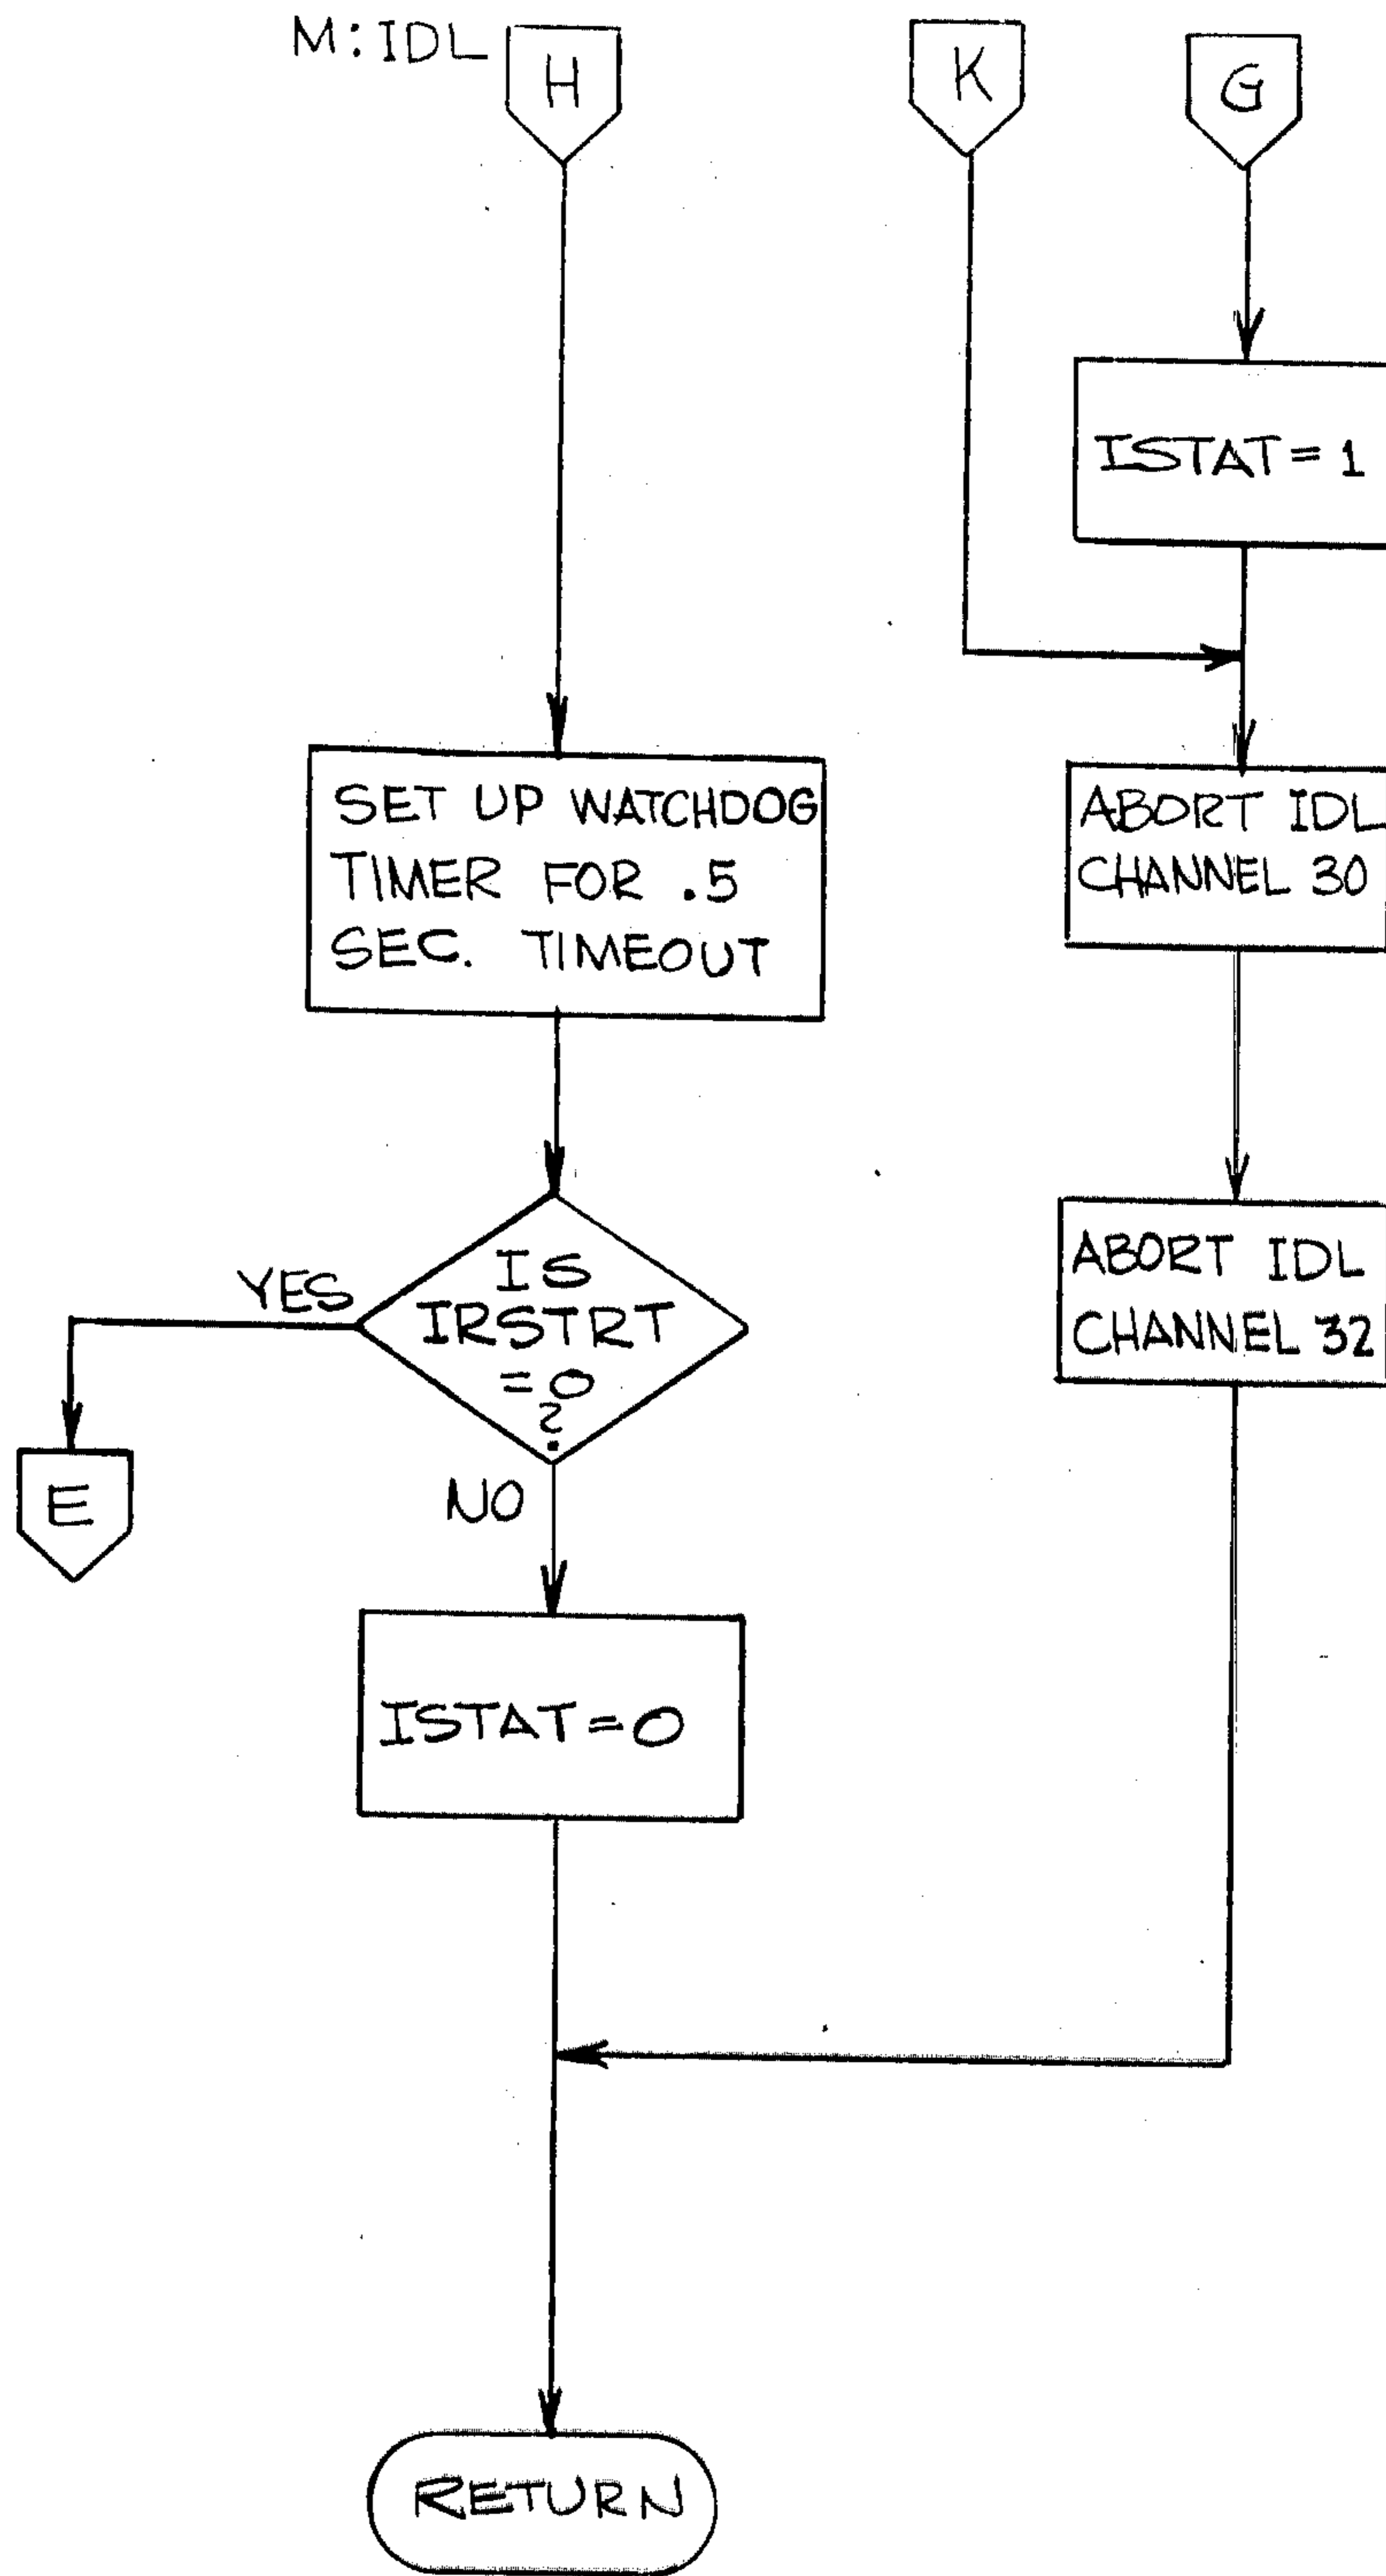 M:IDL
H
K
G
ISTAT=1
SET UP WATCHDOG
TIMER FOR .5
SEC. TIMEOUT
ABORT IDL
CHANNEL 30
IS
IRSTRT
=0
?
YES
NO
E
ABORT IDL
CHANNEL 32
ISTAT=0
RETURN